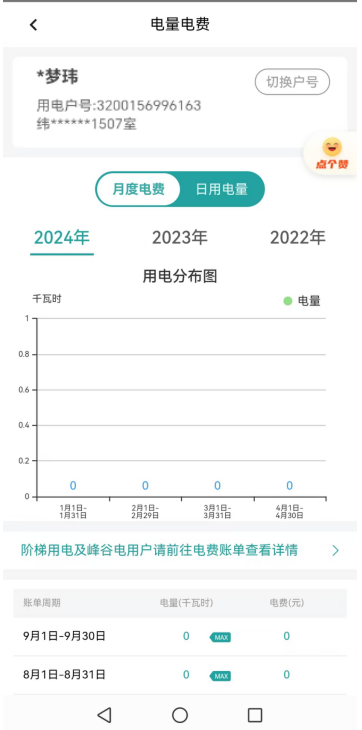 电量电费
*梦玮
切换户号
用电户号:3200156996163
纬******1507室
点个赞
月度电费 日用电量
2024年 2023年 2022年
用电分布图
千瓦时
电量
1
0.8
0.6
0.4
0.2
0
0 0 0 0
1月1日- 2月1日- 3月1日- 4月1日-
1月31日 2月29日 3月31日 4月30日
阶梯用电及峰谷电用户请前往电费账单查看详情
账单周期 电量(千瓦时) 电费(元)
9月1日-9月30日 0 MAX 0
8月1日-8月31日 0 MAX 0